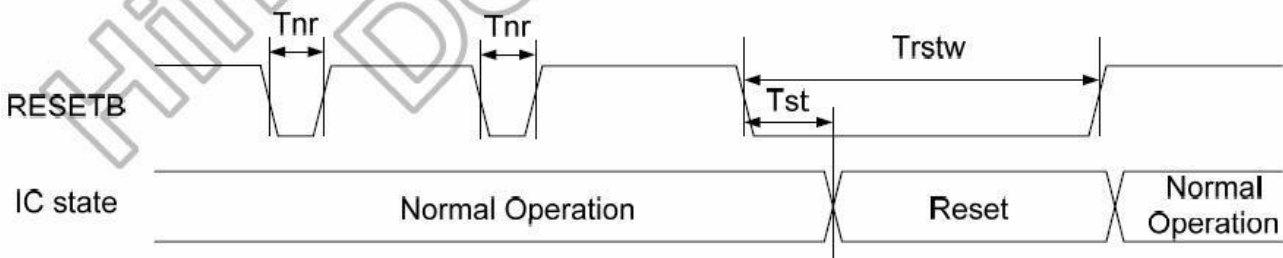 Tnr
Tnr
Trstw
Tst
RESETB
IC state
Normal Operation
Reset
Normal
Operation